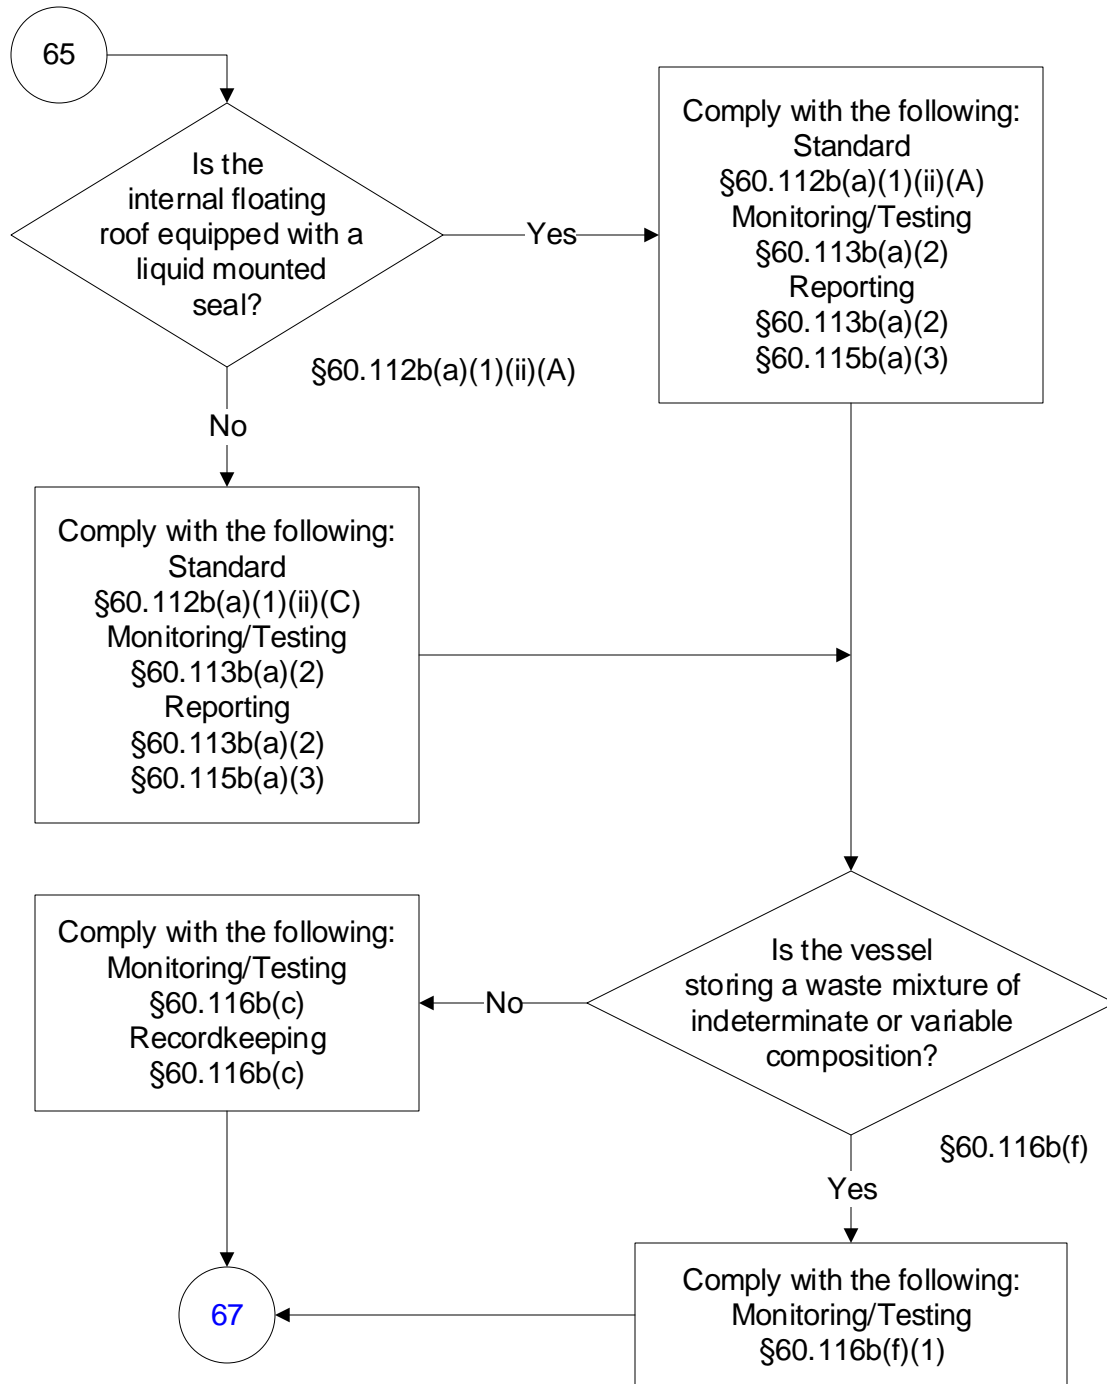 65
Is the
internal floating
roof equipped with a
liquid mounted
seal?
Yes
Comply with the following:
Standard
§60.112b(a)(1)(ii)(A)
Monitoring/Testing
§60.113b(a)(2)
Reporting
§60.113b(a)(2)
§60.115b(a)(3)
§60.112b(a)(1)(ii)(A)
No
Comply with the following:
Standard
§60.112b(a)(1)(ii)(C)
Monitoring/Testing
§60.113b(a)(2)
Reporting
§60.113b(a)(2)
§60.115b(a)(3)
Is the vessel
storing a waste mixture of
indeterminate or variable
composition?
No
Comply with the following:
Monitoring/Testing
§60.116b(c)
Recordkeeping
§60.116b(c)
§60.116b(f)
Yes
Comply with the following:
Monitoring/Testing
§60.116b(f)(1)
67